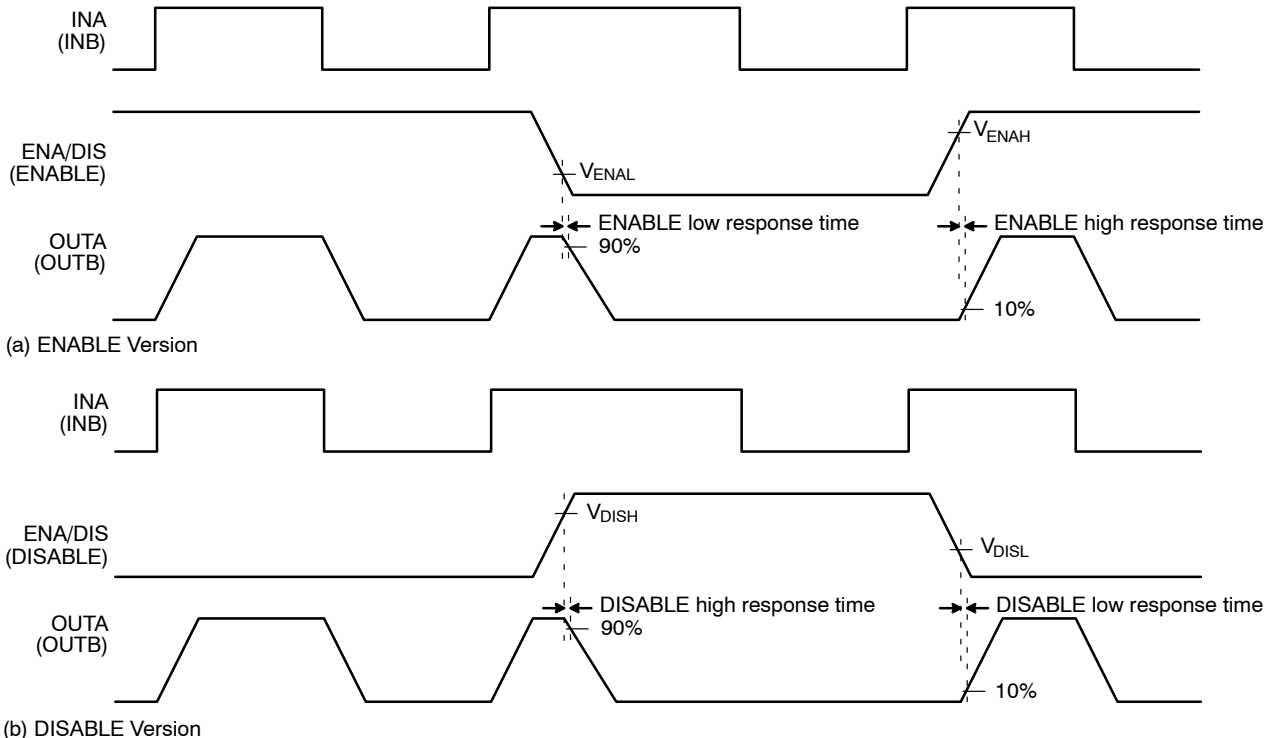 INA
(INB)
ENA/DIS
(ENABLE)
VENAL
VENAH
ENABLE low response time
90%
ENABLE high response time
OUTA
(OUTB)
10%
(a) ENABLE Version
INA
(INB)
ENA/DIS
(DISABLE)
VDISH
VDISL
DISABLE high response time
90%
DISABLE low response time
OUTA
(OUTB)
10%
(b) DISABLE Version